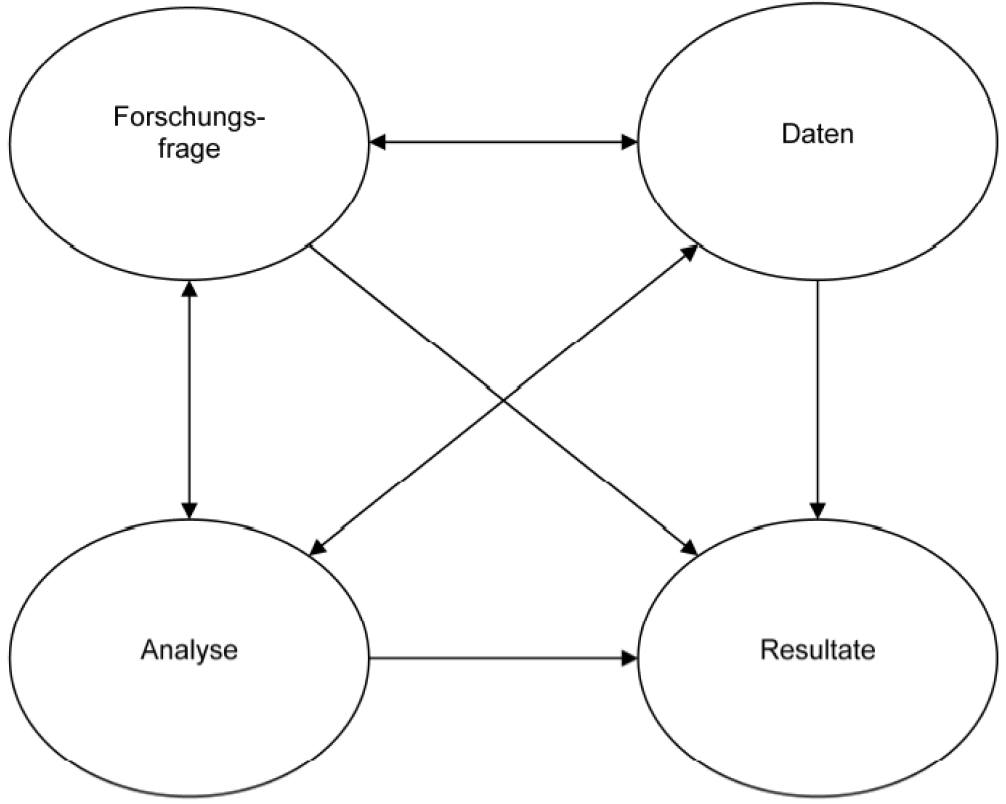 Forschungs-
frage
Daten
Analyse
Resultate